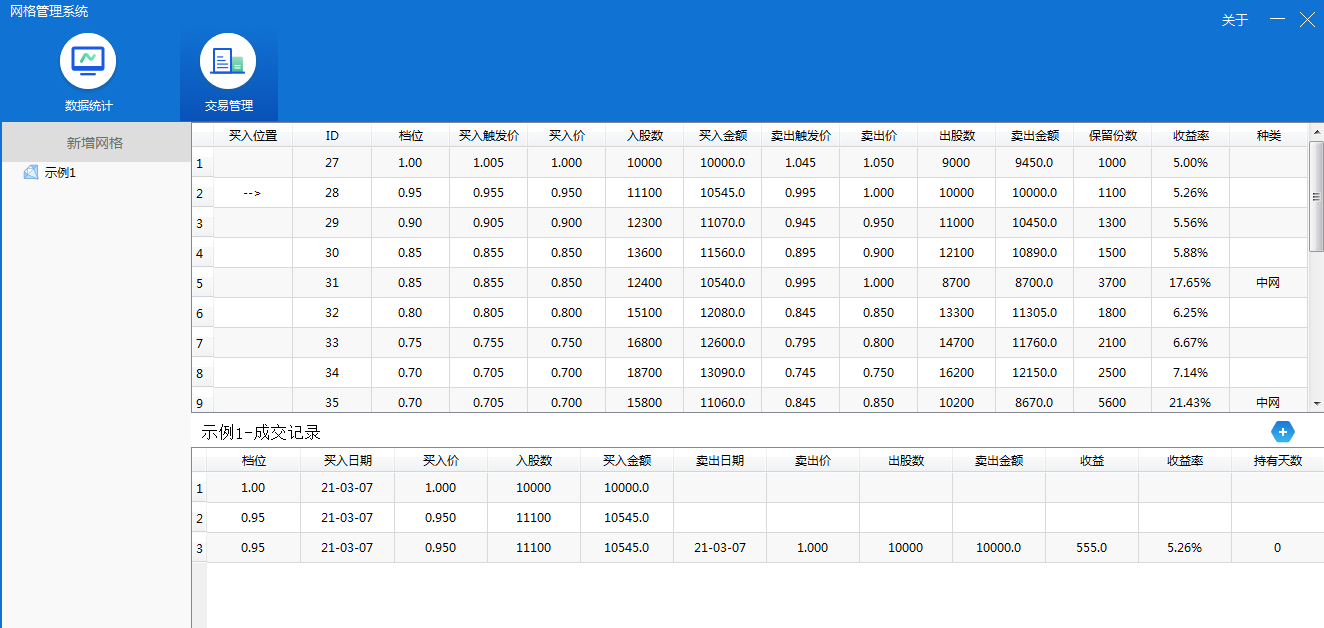 网格管理系统
关于
数据统计 交易管理
新增网格
示例1
买入位置 ID 档位 买入触发价 买入价 入股数 买入金额 卖出触发价 卖出价 出股数 卖出金额 保留份数 收益率 种类
1 27 1.00 1.005 1.000 10000 10000.0 1.045 1.050 9000 9450.0 1000 5.00%
2 --> 28 0.95 0.955 0.950 11100 10545.0 0.995 1.000 10000 10000.0 1100 5.26%
3 29 0.90 0.905 0.900 12300 11070.0 0.945 0.950 11000 10450.0 1300 5.56%
4 30 0.85 0.855 0.850 13600 11560.0 0.895 0.900 12100 10890.0 1500 5.88%
5 31 0.85 0.855 0.850 12400 10540.0 0.995 1.000 8700 8700.0 3700 17.65% 中网
6 32 0.80 0.805 0.800 15100 12080.0 0.845 0.850 13300 11305.0 1800 6.25%
7 33 0.75 0.755 0.750 16800 12600.0 0.795 0.800 14700 11760.0 2100 6.67%
8 34 0.70 0.705 0.700 18700 13090.0 0.745 0.750 16200 12150.0 2500 7.14%
9 35 0.70 0.705 0.700 15800 11060.0 0.845 0.850 10200 8670.0 5600 21.43% 中网
示例1-成交记录
档位 买入日期 买入价 入股数 买入金额 卖出日期 卖出价 出股数 卖出金额 收益 收益率 持有天数
1 1.00 21-03-07 1.000 10000 10000.0
2 0.95 21-03-07 0.950 11100 10545.0
3 0.95 21-03-07 0.950 11100 10545.0 21-03-07 1.000 10000 10000.0 555.0 5.26% 0